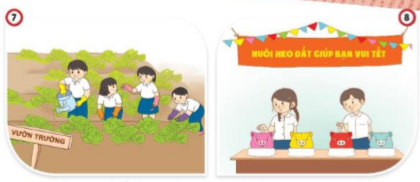 7
8
NUÔI HEO ĐẤT GIÚP BẠN VUI TẾT
VƯỜN TRƯỜNG